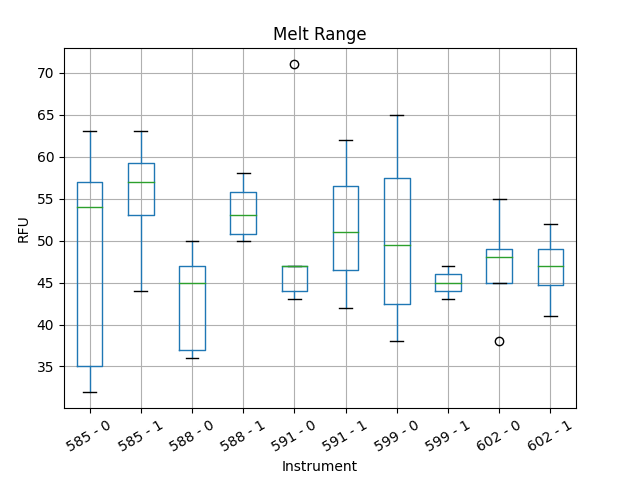 Melt Range
RFU
70
65
60
55
50
45
40
35
585 - 0
585 - 1
588 - 0
588 - 1
591 - 0
591 - 1
599 - 0
599 - 1
602 - 0
602 - 1
Instrument